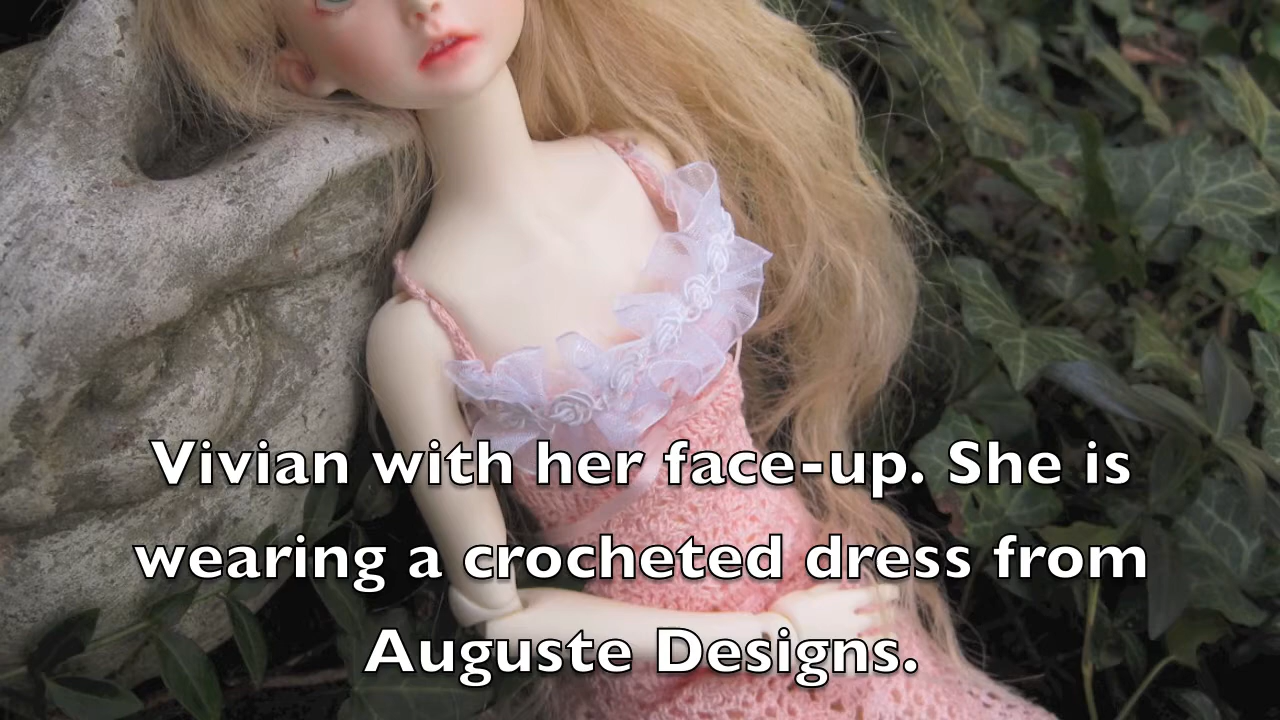 Vivian with her face-up. She is
wearing a crocheted dress from
Auguste Designs.